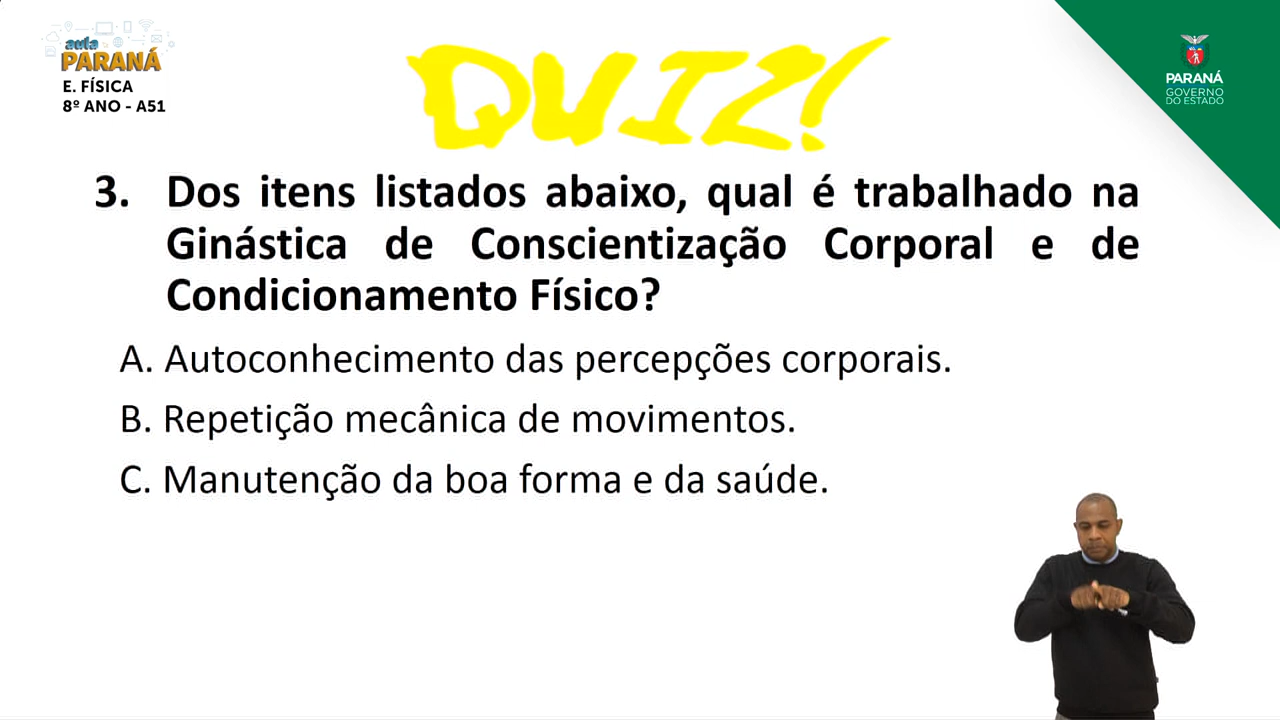 aula
PARANÁ
E. FÍSICA
8º ANO - A51
QUIZ!
PARANÁ
GOVERNO
DO ESTADO
3. Dos itens listados abaixo, qual é trabalhado na
Ginástica de Conscientização Corporal e de
Condicionamento Físico?
A. Autoconhecimento das percepções corporais.
B. Repetição mecânica de movimentos.
C. Manutenção da boa forma e da saúde.